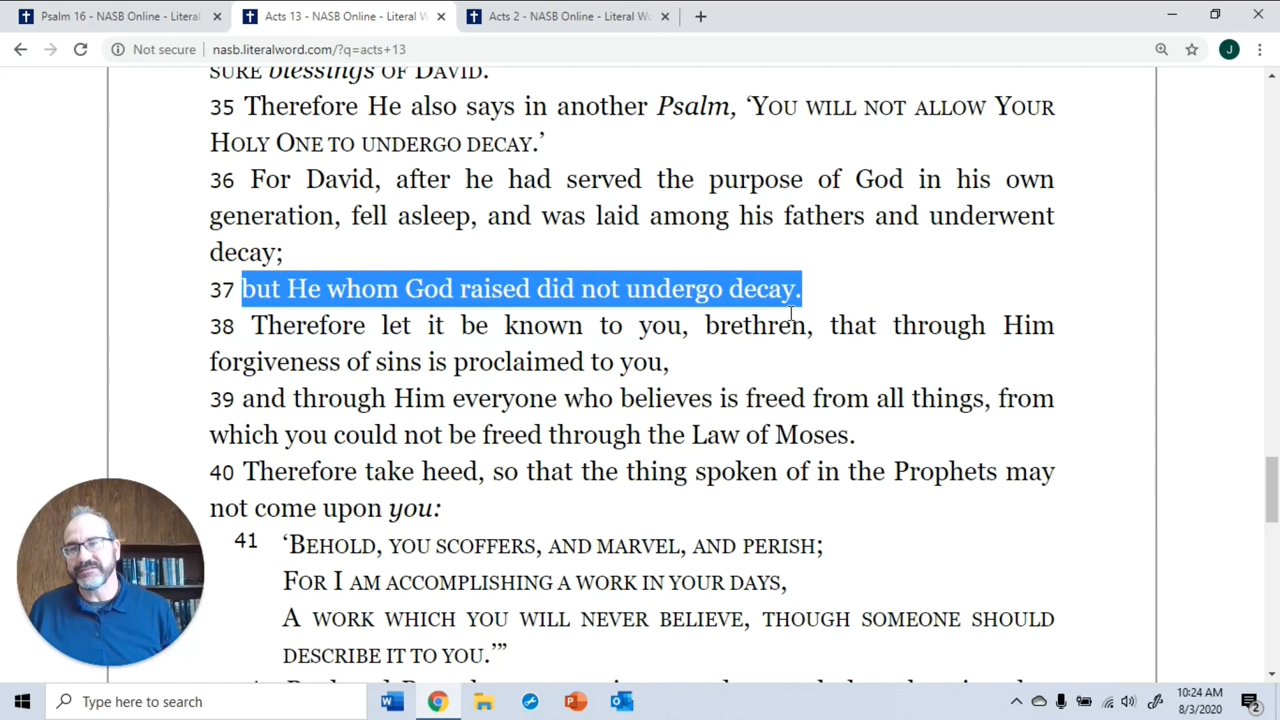 Psalm 16 - NASB Online - Literal
Acts 13 - NASB Online - Literal W
Acts 2 - NASB Online - Literal Wo
Not secure
nasb.literalword.com/?q=acts+13
J
SURE blessings OF DAVID.
35 Therefore He also says in another Psalm, ‘YOU WILL NOT ALLOW YOUR
HOLY ONE TO UNDERGO DECAY.’
36 For David, after he had served the purpose of God in his own
generation, fell asleep, and was laid among his fathers and underwent
decay;
37 but He whom God raised did not undergo decay.
38 Therefore let it be known to you, brethren, that through Him
forgiveness of sins is proclaimed to you,
39 and through Him everyone who believes is freed from all things, from
which you could not be freed through the Law of Moses.
40 Therefore take heed, so that the thing spoken of in the Prophets may
not come upon you:
41 ‘BEHOLD, YOU SCOFFERS, AND MARVEL, AND PERISH;
FOR I AM ACCOMPLISHING A WORK IN YOUR DAYS,
A WORK WHICH YOU WILL NEVER BELIEVE, THOUGH SOMEONE SHOULD
DESCRIBE IT TO YOU.’”
Type here to search
10:24 AM
8/3/2020
2